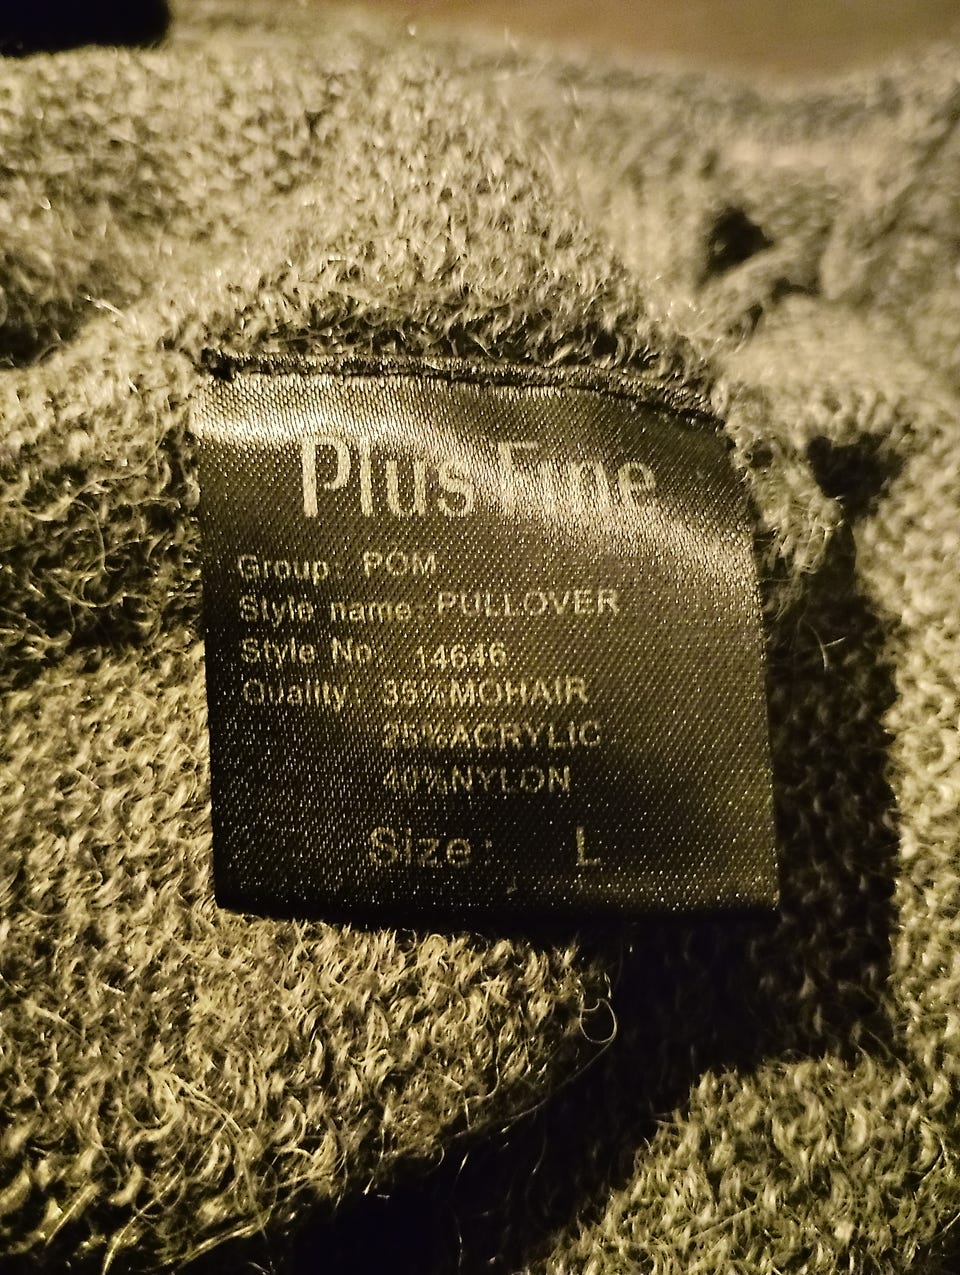 Plus Fine
Group: POM
Style name: PULLOVER
Style No: 14646
Quality: 35%MOHAIR
25%ACRYLIC
40%NYLON
Size: L